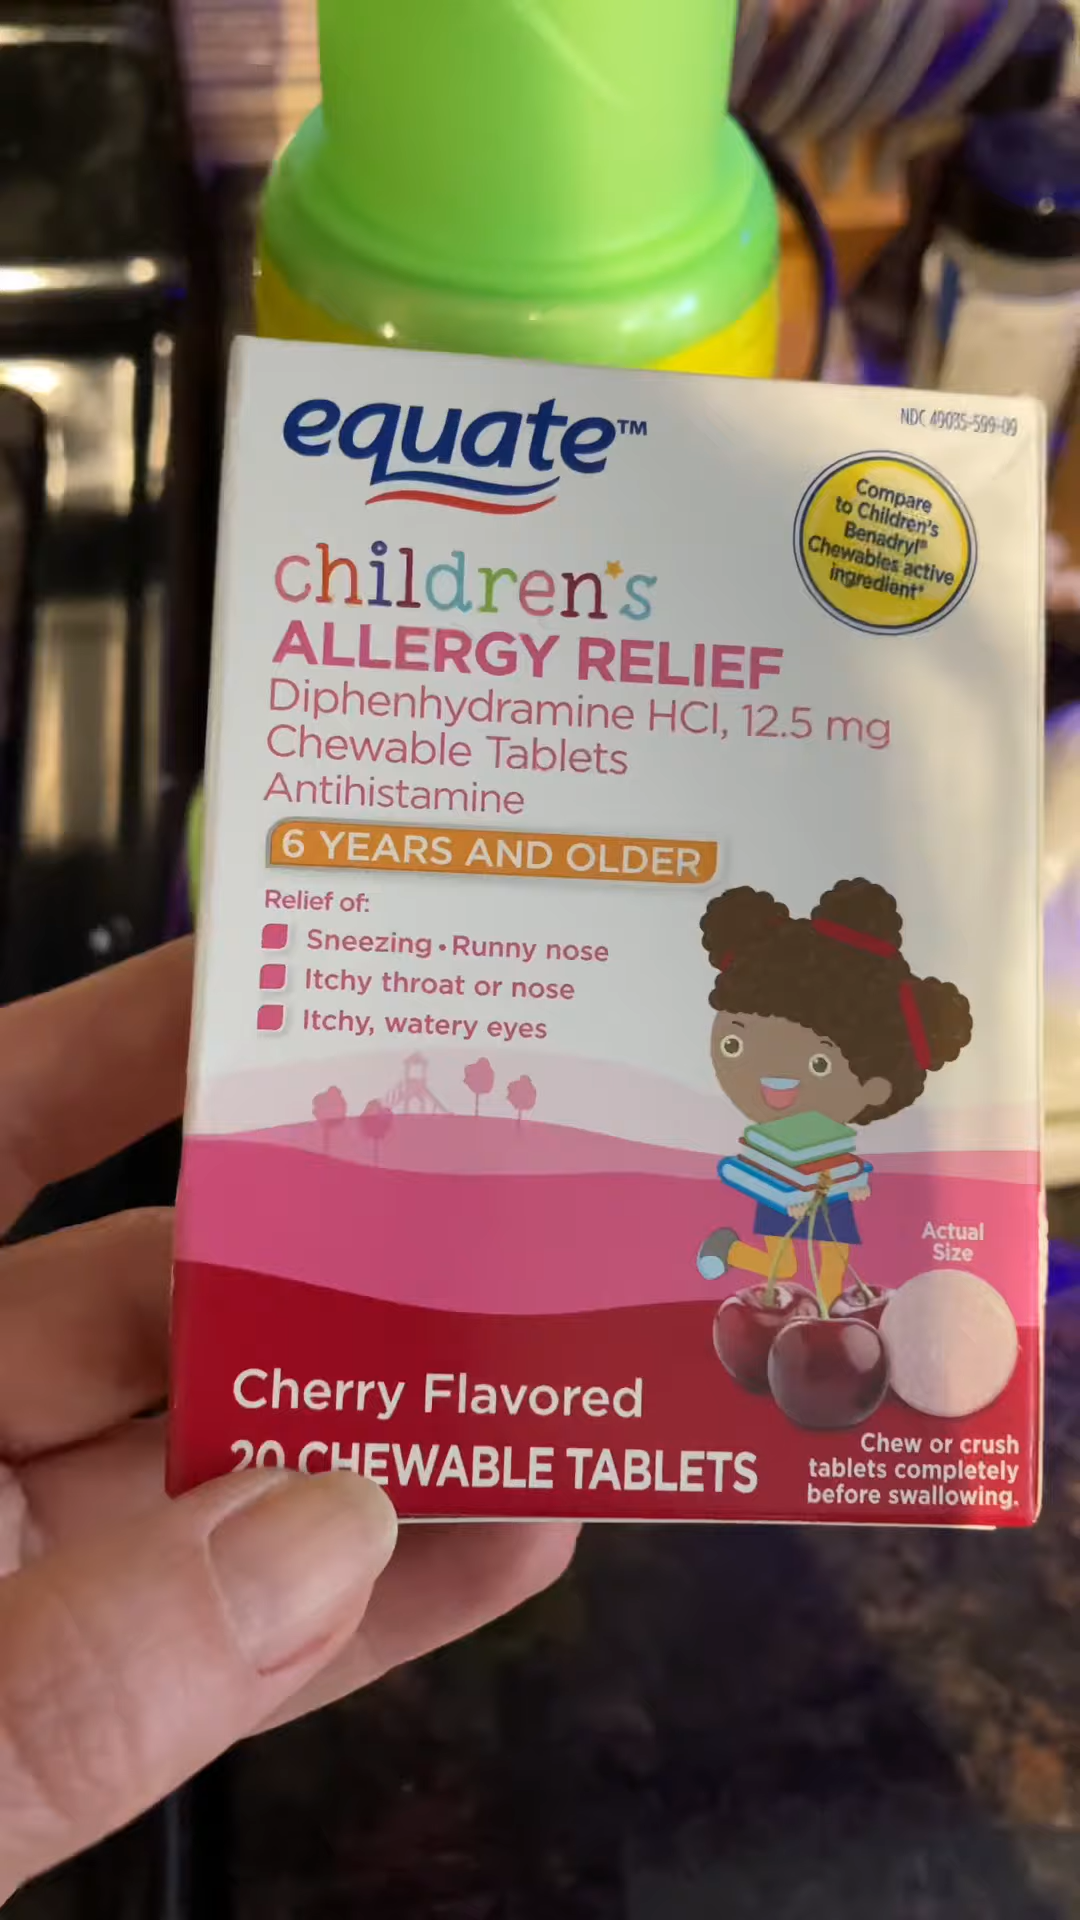 equate™
NDC 49035-599-09
Compare
to Children's
Benadryl®
Chewables active
ingredient*
children's
ALLERGY RELIEF
Diphenhydramine HCl, 12.5 mg
Chewable Tablets
Antihistamine
6 YEARS AND OLDER
Relief of:
Sneezing • Runny nose
Itchy throat or nose
Itchy, watery eyes
Actual
Size
Cherry Flavored
20 CHEWABLE TABLETS
Chew or crush
tablets completely
before swallowing.